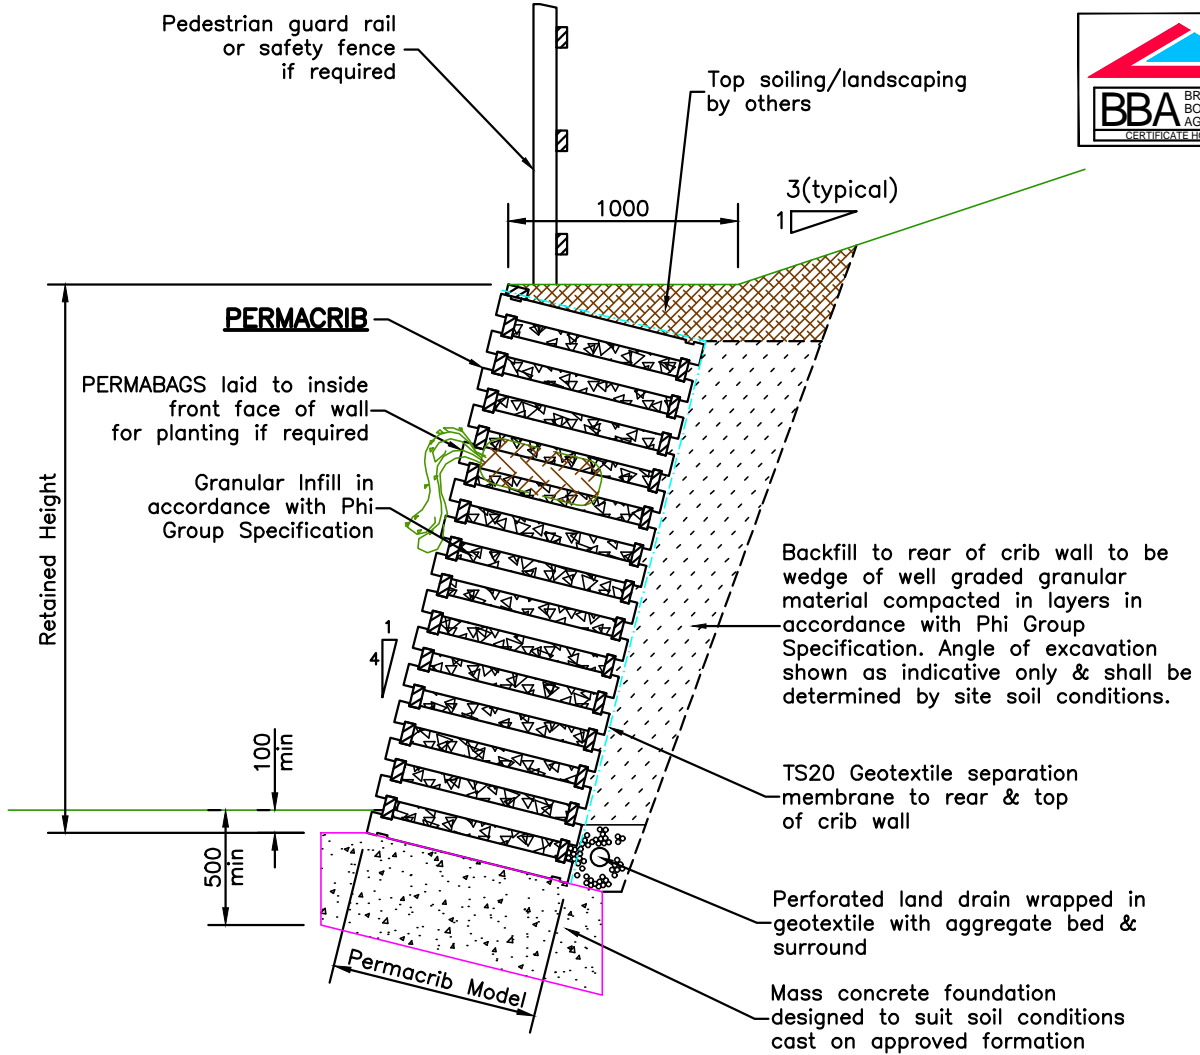 Pedestrian guard rail
or safety fence
if required
Top soiling/landscaping
by others
BBA
CERTIFICATE
3(typical)
1
1000
PERMACRIB
PERMABAGS laid to inside
front face of wall
for planting if required
Granular Infill in
accordance with Phi
Group Specification
Retained Height
Backfill to rear of crib wall to be
wedge of well graded granular
material compacted in layers in
accordance with Phi Group
Specification. Angle of excavation
shown as indicative only & shall be
determined by site soil conditions.
1
4
100
min
TS20 Geotextile separation
membrane to rear & top
of crib wall
500
min
Perforated land drain wrapped in
geotextile with aggregate bed &
surround
Permacrib Model
Mass concrete foundation
designed to suit soil conditions
cast on approved formation